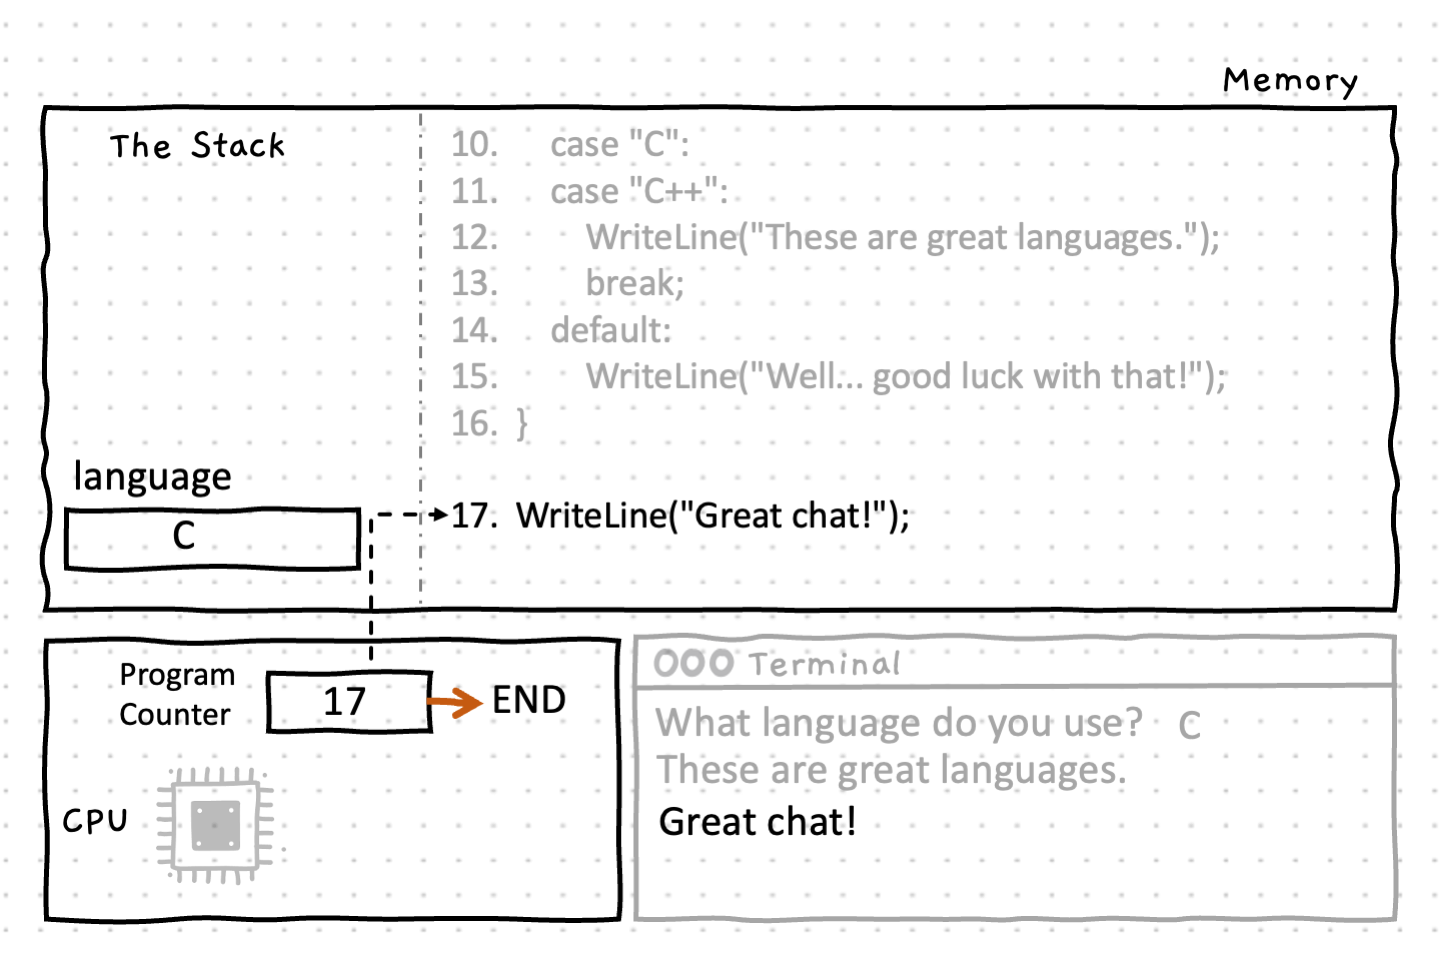 Memory
The Stack
10. case "C":
11. case "C++":
12. WriteLine("These are great languages.");
13. break;
14. default:
15. WriteLine("Well... good luck with that!");
16. }
language
C
17. WriteLine("Great chat!");
Program
Counter
17
END
CPU
Terminal
What language do you use? C
These are great languages.
Great chat!